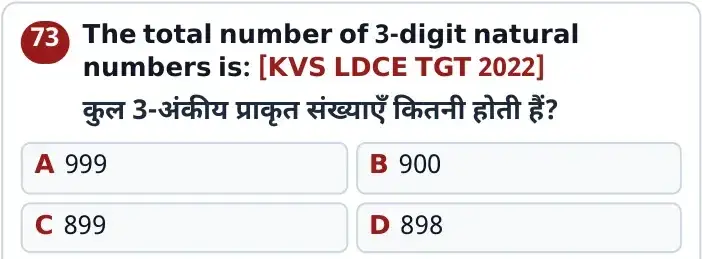 73 The total number of 3-digit natural
numbers is: [KVS LDCE TGT 2022]
कुल 3-अंकीय प्राकृत संख्याएँ कितनी होती हैं?
A 999
B 900
C 899
D 898